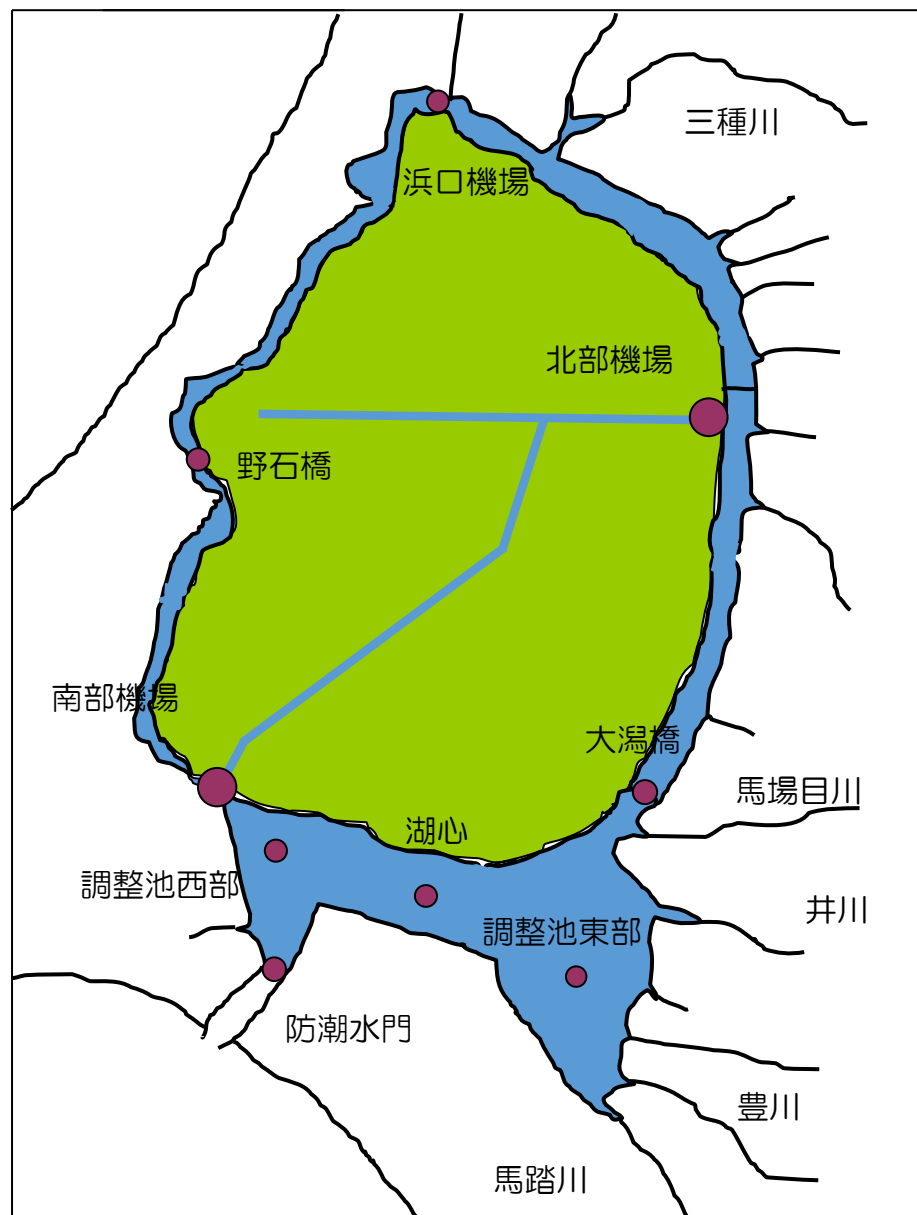 三種川
浜口機場
北部機場
野石橋
南部機場
大潟橋
馬場目川
湖心
調整池西部
井川
調整池東部
防潮水門
豊川
馬踏川